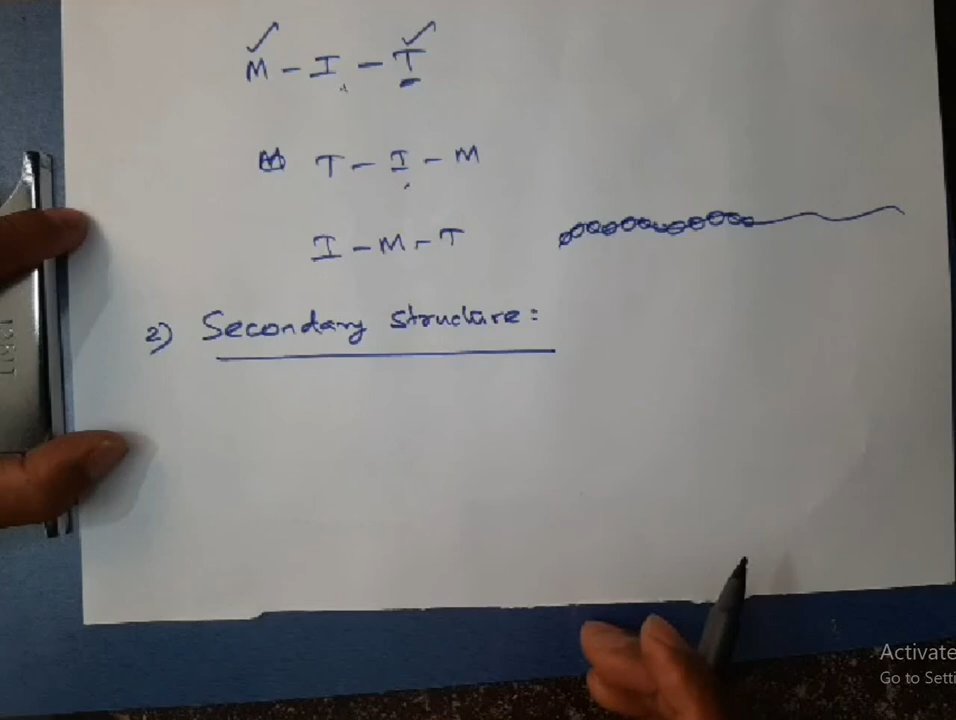 M - I - T
T - I - M
I - M - T
2) Secondary structure:
Activate
Go to Setti